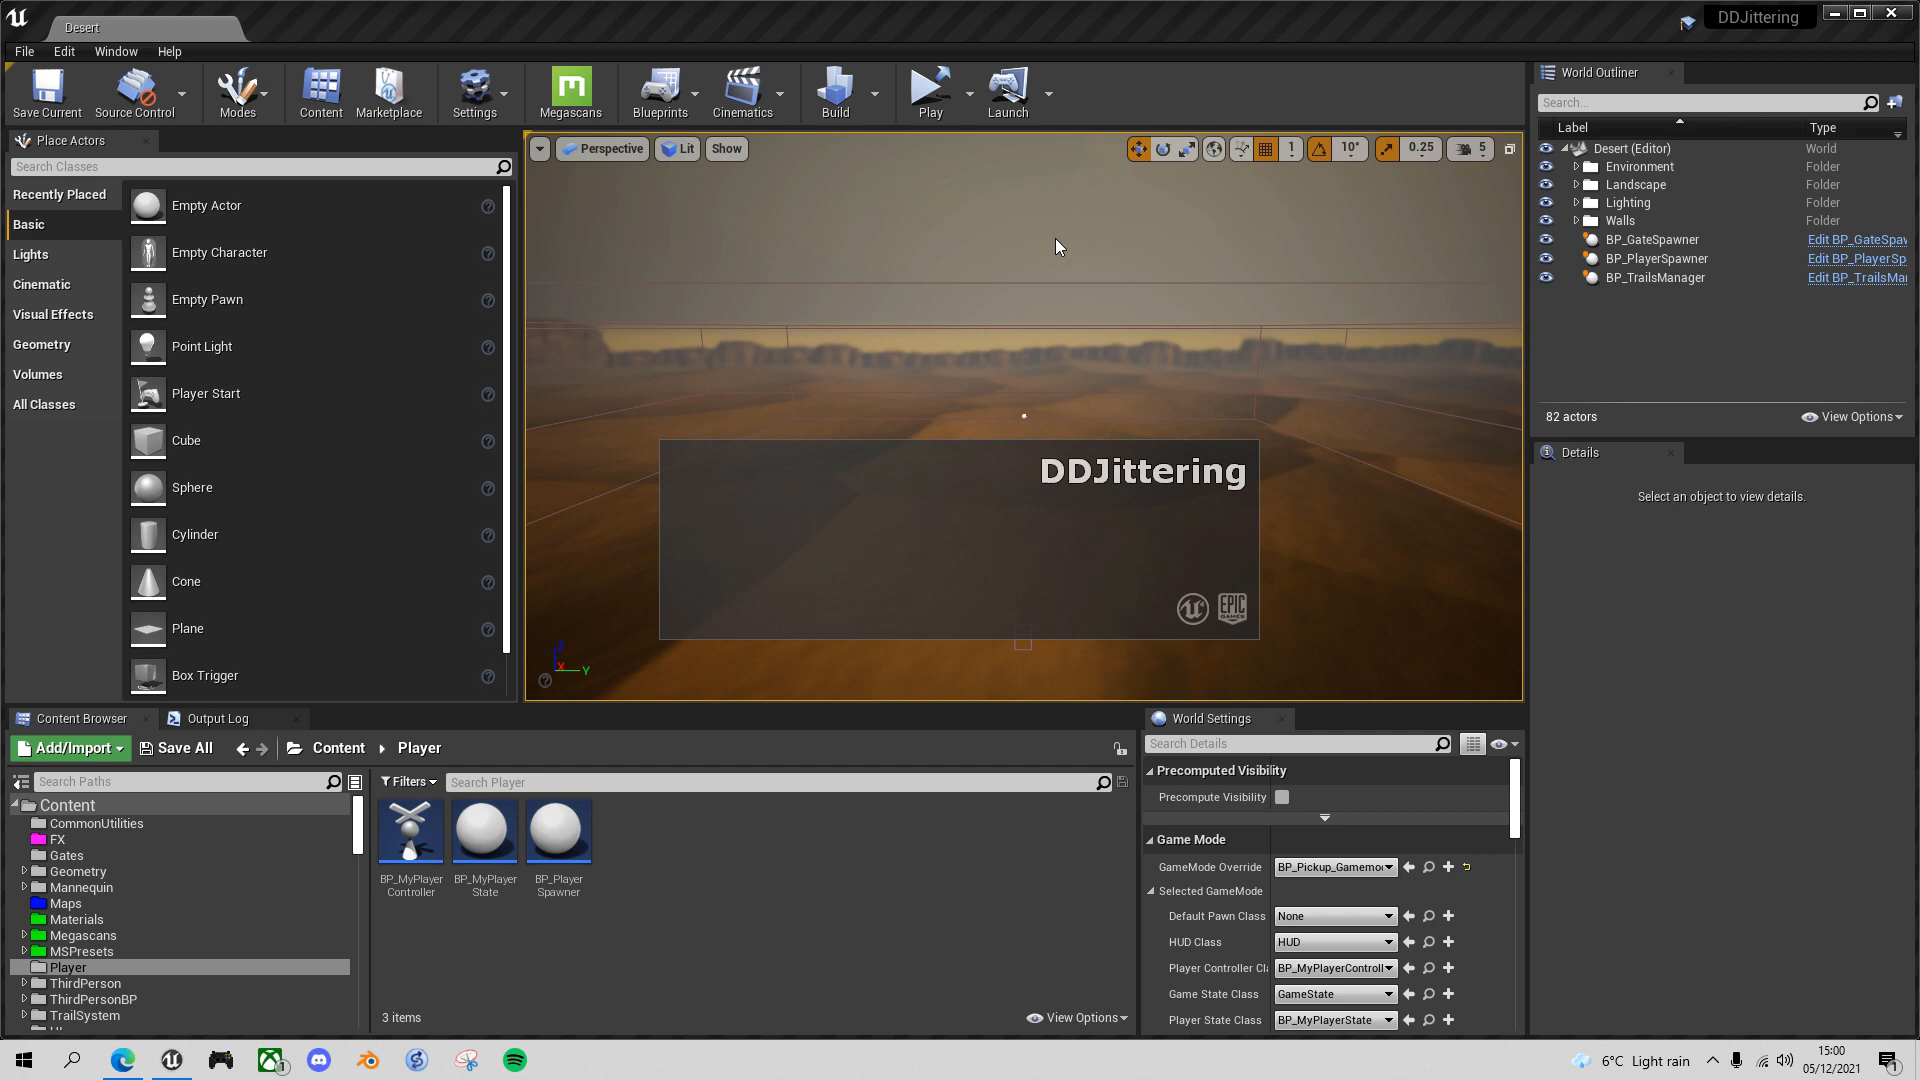 Desert
DDJittering
File
Edit
Window
Help
Save Current
Source Control
Modes
Content
Marketplace
Settings
Megascans
Blueprints
Cinematics
Build
Play
Launch
Place Actors
Search Classes
Recently Placed
Basic
Lights
Cinematic
Visual Effects
Geometry
Volumes
All Classes
Empty Actor
Empty Character
Empty Pawn
Point Light
Player Start
Cube
Sphere
Cylinder
Cone
Plane
Box Trigger
Perspective
Lit
Show
1
10°
0.25
5
DDJittering
EPIC
GAMES
Z
X
Y
World Outliner
Search...
Label
Type
Desert (Editor)
World
Environment
Folder
Landscape
Folder
Lighting
Folder
Walls
Folder
BP_GateSpawner
Edit BP_GateSpaw
BP_PlayerSpawner
Edit BP_PlayerSp
BP_TrailsManager
Edit BP_TrailsMa
82 actors
View Options
Details
Select an object to view details.
Content Browser
Output Log
Add/Import
Save All
Content
Player
Search Paths
Filters
Search Player
Content
CommonUtilities
FX
Gates
Geometry
Mannequin
Maps
Materials
Megascans
MSPresets
Player
ThirdPerson
ThirdPersonBP
TrailSystem
BP_MyPlayer
Controller
BP_MyPlayer
State
BP_Player
Spawner
3 items
View Options
World Settings
Search Details
Precomputed Visibility
Precompute Visibility
Game Mode
GameMode Override
BP_Pickup_Gamemo
Selected GameMode
Default Pawn Class
None
HUD Class
HUD
Player Controller Cl
BP_MyPlayerControll
Game State Class
GameState
Player State Class
BP_MyPlayerState
6°C Light rain
15:00
05/12/2021